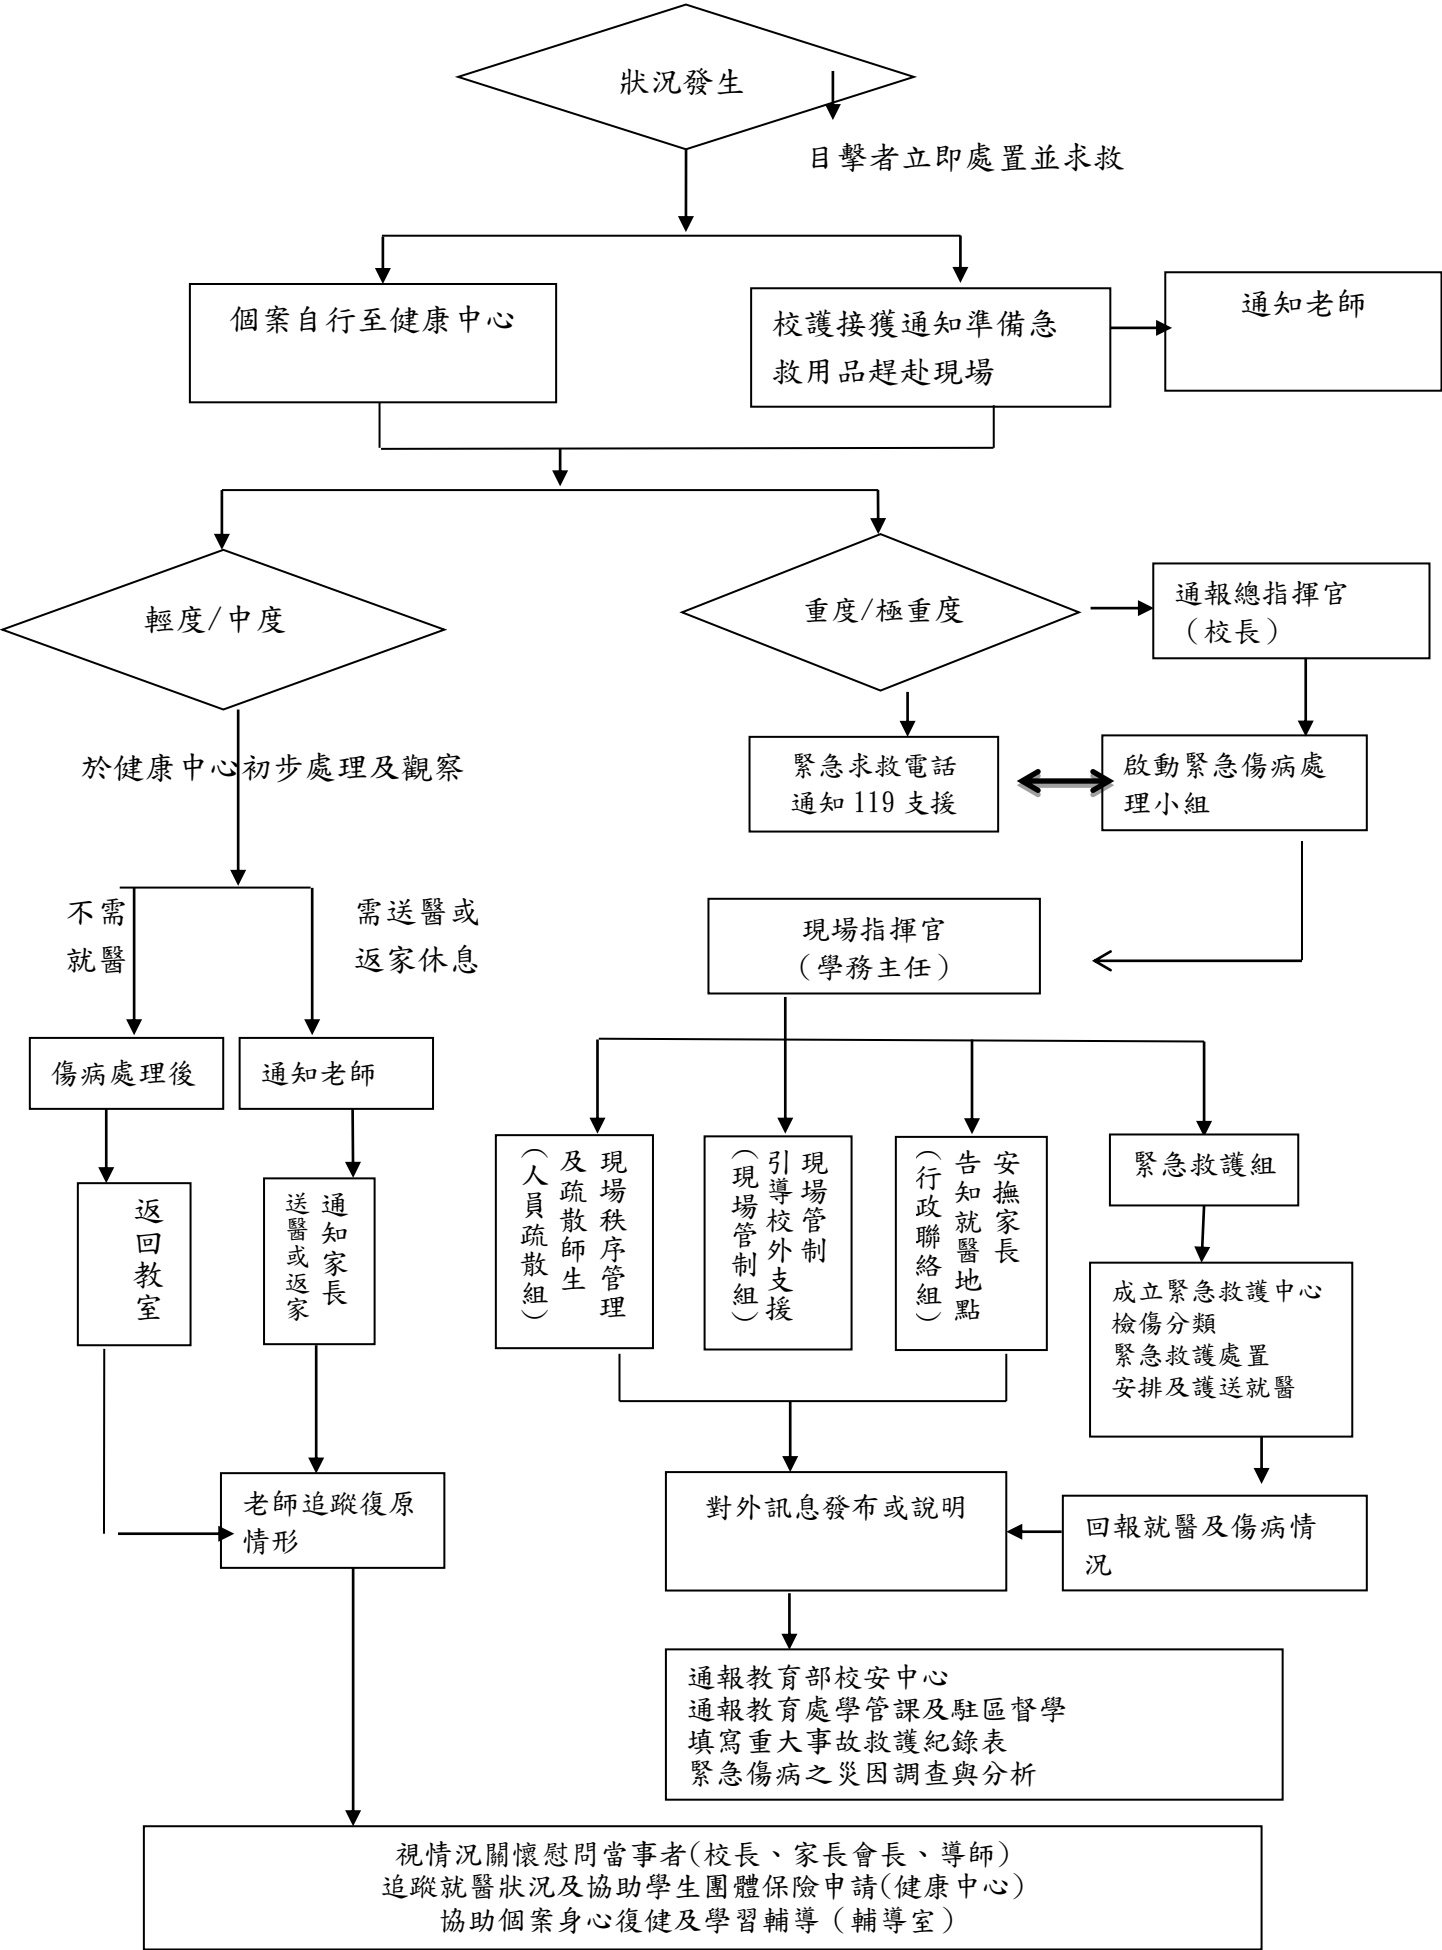 狀況發生
目擊者立即處置並求救
個案自行至健康中心
校護接獲通知準備急
救用品趕赴現場
通知老師
輕度/中度
重度/極重度
通報總指揮官
（校長）
於健康中心初步處理及觀察
緊急求救電話
通知 119 支援
啟動緊急傷病處
理小組
不需
就醫
需送醫或
返家休息
現場指揮官
（學務主任）
傷病處理後
通知老師
返回教室
通知家長
送醫或返家
現場秩序管理
及疏散師生
（人員疏散組）
現場管制
引導校外支援
（現場管制組）
安撫家長
告知就醫地點
（行政聯絡組）
緊急救護組
成立緊急救護中心
檢傷分類
緊急救護處置
安排及護送就醫
老師追蹤復原
情形
對外訊息發布或說明
回報就醫及傷病情
況
通報教育部校安中心
通報教育處學管課及駐區督學
填寫重大事故救護紀錄表
緊急傷病之災因調查與分析
視情況關懷慰問當事者(校長、家長會長、導師)
追蹤就醫狀況及協助學生團體保險申請(健康中心)
協助個案身心復健及學習輔導（輔導室）